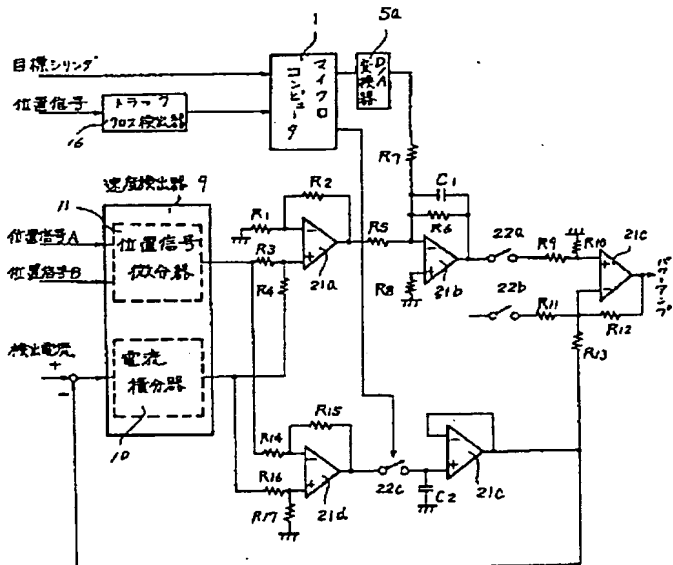 1
5a
目標シリンダ
位置信号
トラック
クロス検出器
16
マイクロ
コンピュータ
D/A
変換器
R7
速度検出器 9
11
位置信号A
位置信号B
位置信号
微分器
R1
R2
R3
R4
21a
R5
C1
R6
R8
21b
22a
R9
R10
21c
22b
R11
R12
R13
パワーアンプ
検出電流
+
-
電流
積分器
10
R14
R15
R16
R17
21d
22c
C2
21c